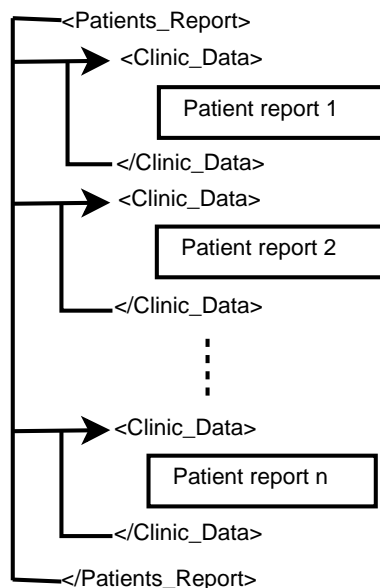 <Patients_Report>
<Clinic_Data>
Patient report 1
</Clinic_Data>
<Clinic_Data>
Patient report 2
</Clinic_Data>
<Clinic_Data>
Patient report n
</Clinic_Data>
</Patients_Report>